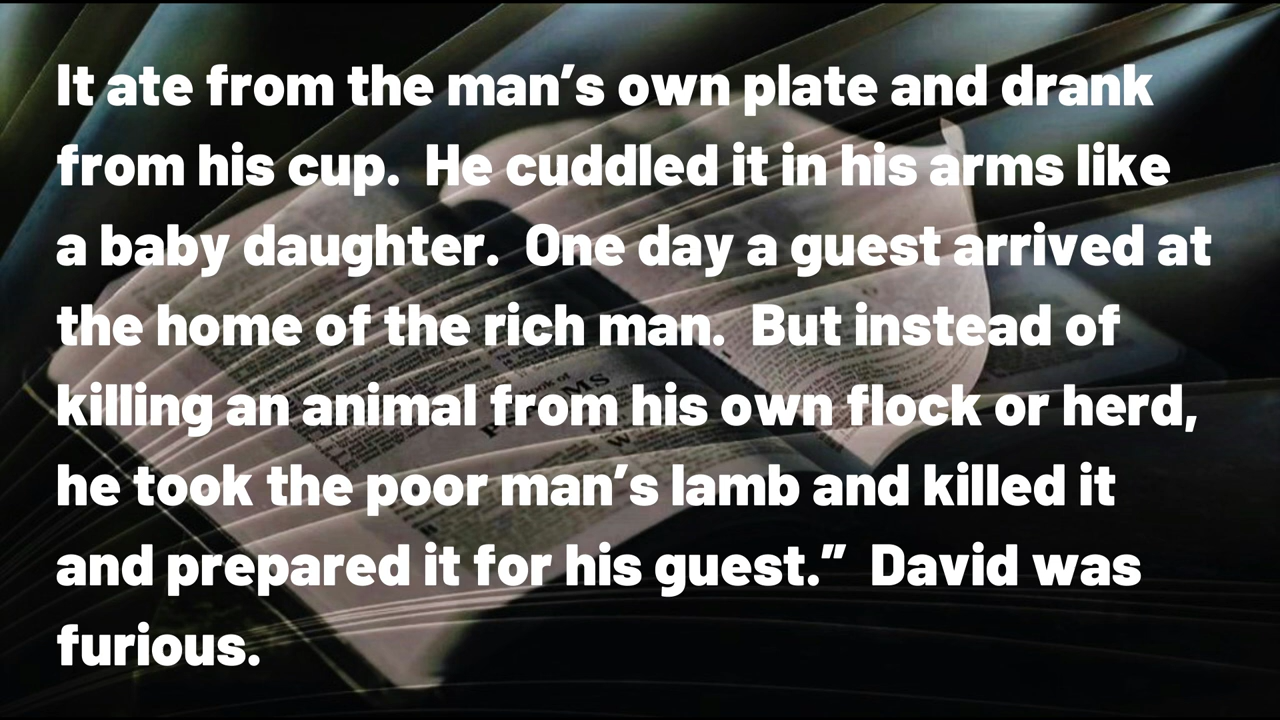 It ate from the man’s own plate and drank
from his cup.  He cuddled it in his arms like
a baby daughter.  One day a guest arrived at
the home of the rich man.  But instead of
killing an animal from his own flock or herd,
he took the poor man’s lamb and killed it
and prepared it for his guest.”  David was
furious.